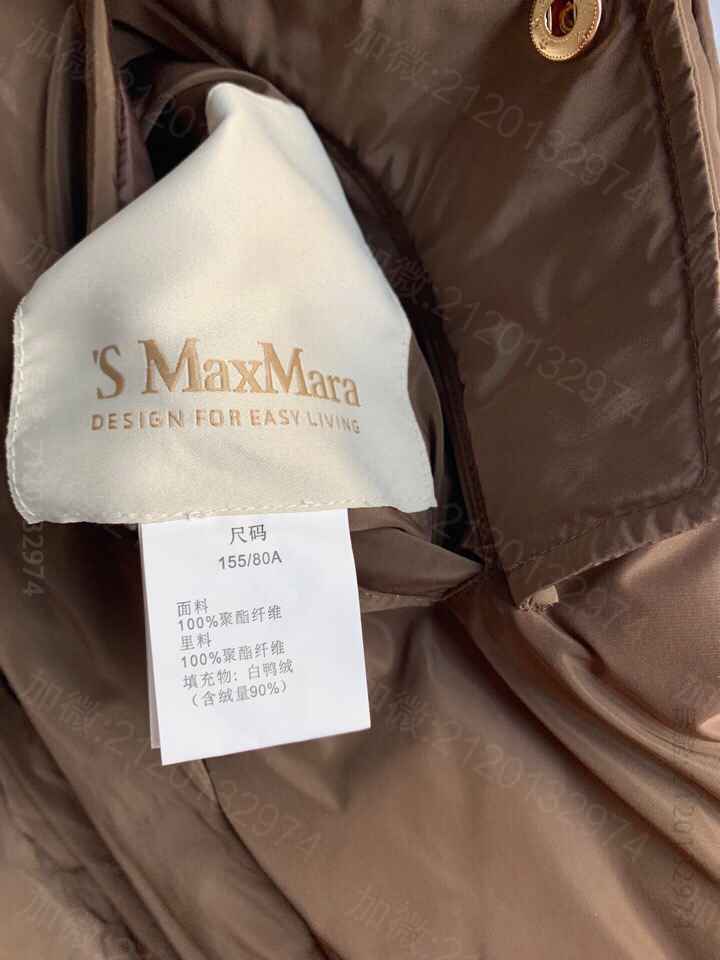 'S MaxMara
DESIGN FOR EASY LIVING
尺码
155/80A
面料
100%聚酯纤维
里料
100%聚酯纤维
填充物：白鸭绒
（含绒量90%）
加微:2120132974